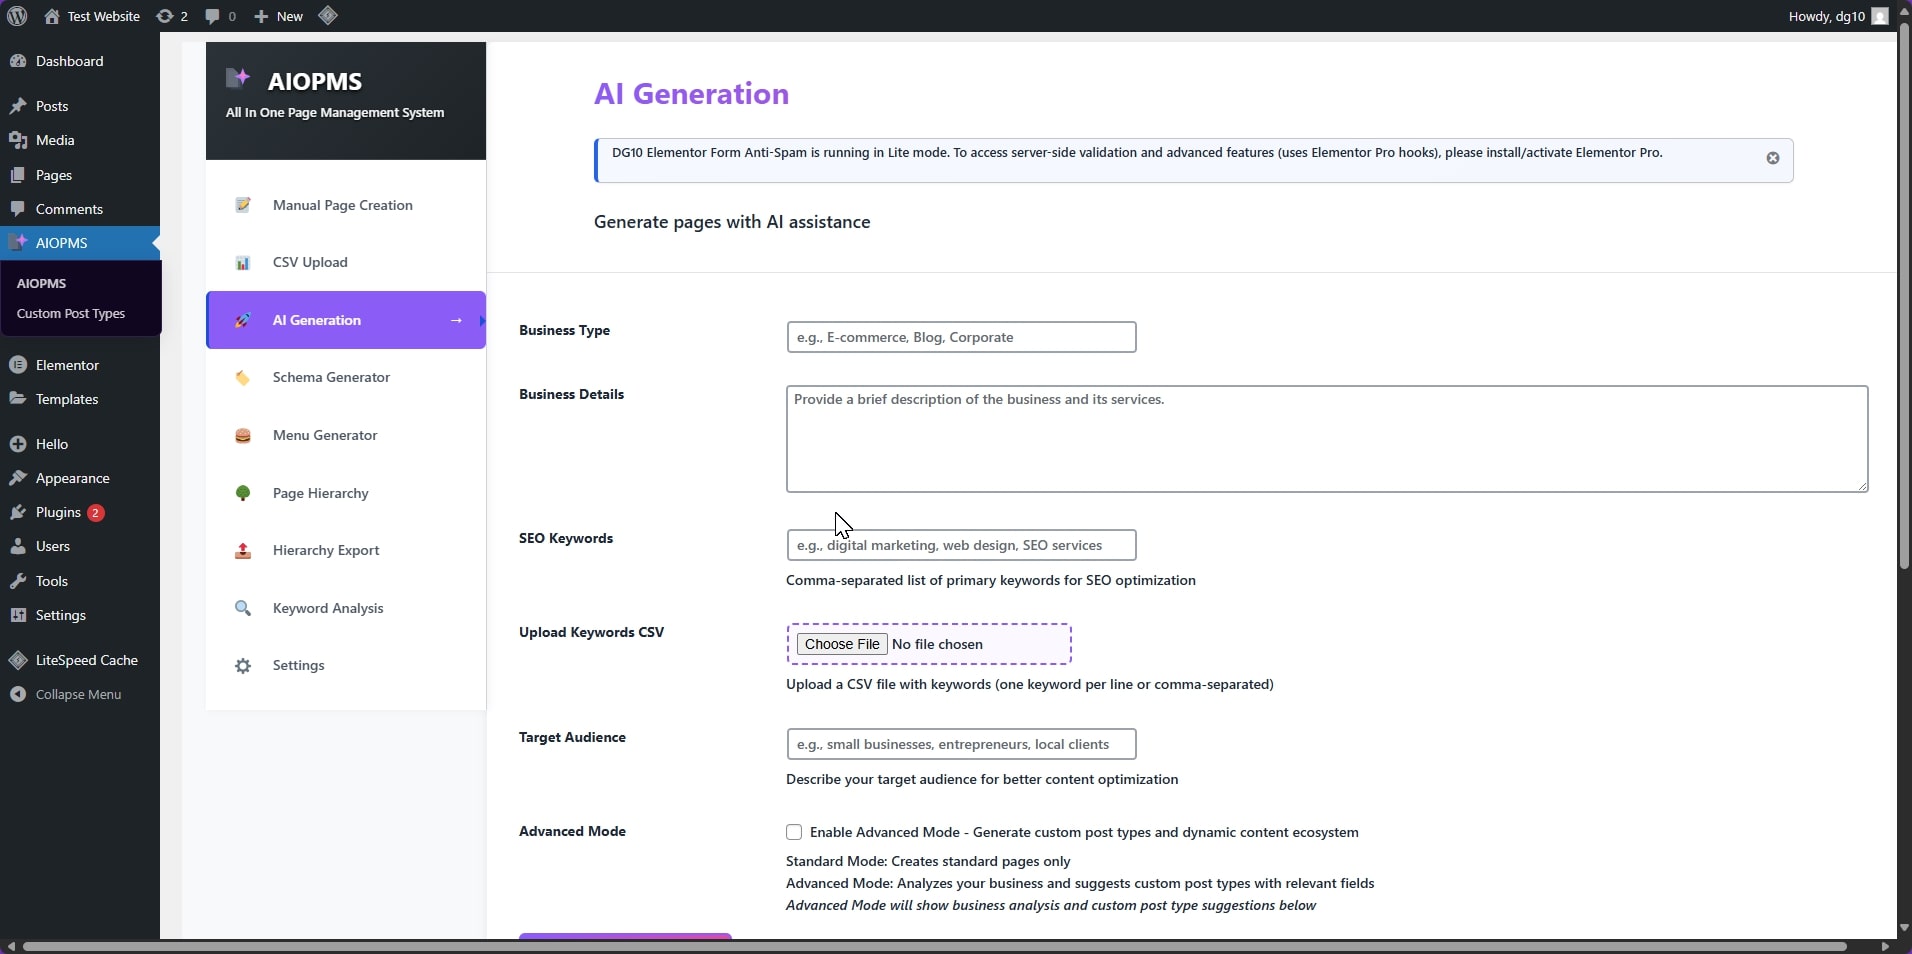 Test Website
2
0
New
Howdy, dg10
Dashboard
Posts
Media
Pages
Comments
AIOPMS
AIOPMS
Custom Post Types
Elementor
Templates
Hello
Appearance
Plugins 2
Users
Tools
Settings
LiteSpeed Cache
Collapse Menu
AIOPMS
All In One Page Management System
Manual Page Creation
CSV Upload
AI Generation →
Schema Generator
Menu Generator
Page Hierarchy
Hierarchy Export
Keyword Analysis
Settings
AI Generation
DG10 Elementor Form Anti-Spam is running in Lite mode. To access server-side validation and advanced features (uses Elementor Pro hooks), please install/activate Elementor Pro.
Generate pages with AI assistance
Business Type
e.g., E-commerce, Blog, Corporate
Business Details
Provide a brief description of the business and its services.
SEO Keywords
e.g., digital marketing, web design, SEO services
Comma-separated list of primary keywords for SEO optimization
Upload Keywords CSV
Choose File No file chosen
Upload a CSV file with keywords (one keyword per line or comma-separated)
Target Audience
e.g., small businesses, entrepreneurs, local clients
Describe your target audience for better content optimization
Advanced Mode
Enable Advanced Mode - Generate custom post types and dynamic content ecosystem
Standard Mode: Creates standard pages only
Advanced Mode: Analyzes your business and suggests custom post types with relevant fields
Advanced Mode will show business analysis and custom post type suggestions below